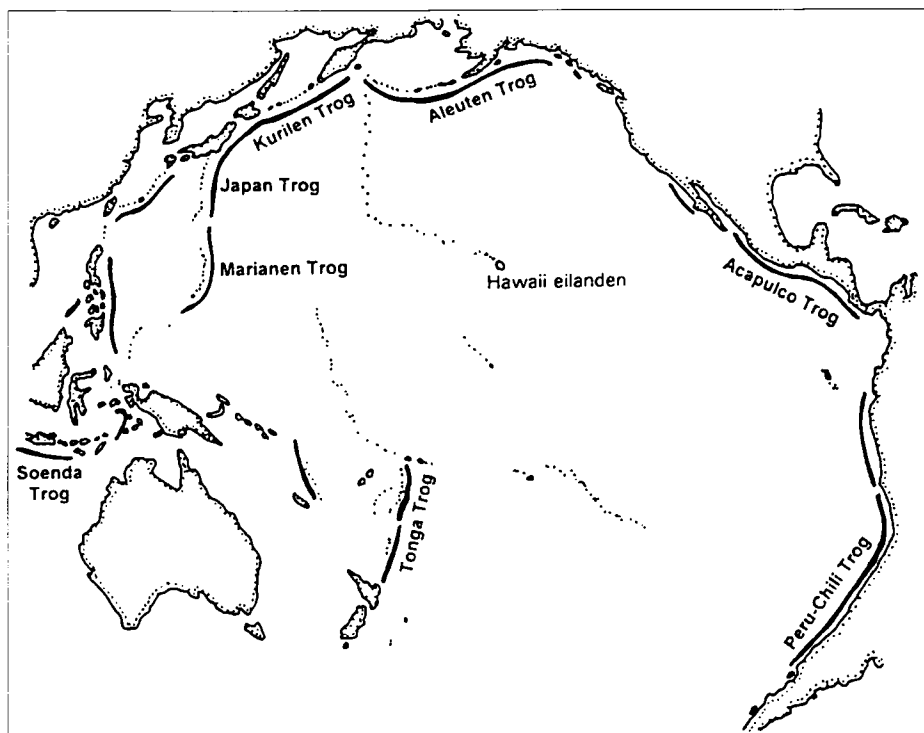 Kurilen Trog
Aleuten Trog
Japan Trog
Marianen Trog
Hawaii eilanden
Acapulco Trog
Soenda
Trog
Tonga Trog
Peru-Chili Trog